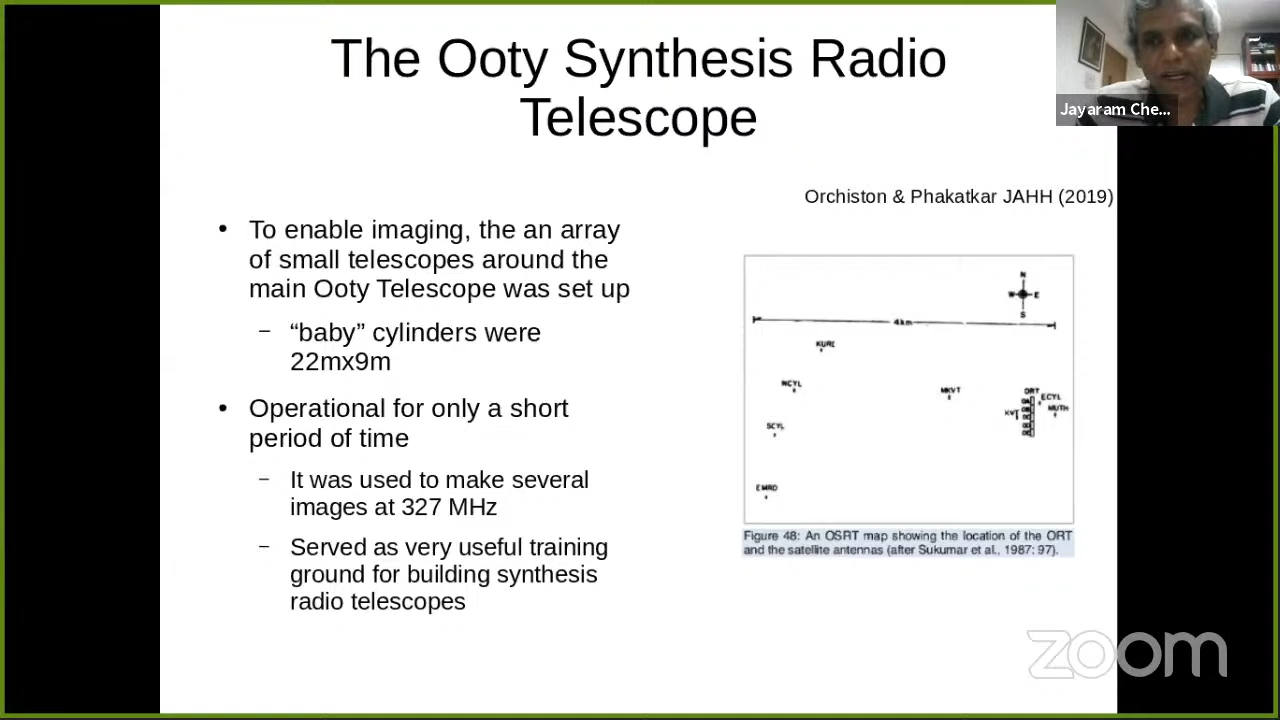 The Ooty Synthesis Radio
Telescope
Jayaram Che...
Orchiston & Phakatkar JAHH (2019)
• To enable imaging, the an array
of small telescopes around the
main Ooty Telescope was set up
– “baby” cylinders were
22mx9m
• Operational for only a short
period of time
– It was used to make several
images at 327 MHz
– Served as very useful training
ground for building synthesis
radio telescopes
N
W E
S
4km
KURI
NCYL
MKVT
ORT
ECYL
KVT
MUTH
SCYL
EMRD
Figure 48: An OSRT map showing the location of the ORT
and the satellite antennas (after Sukumar et al., 1987: 97).
zoom